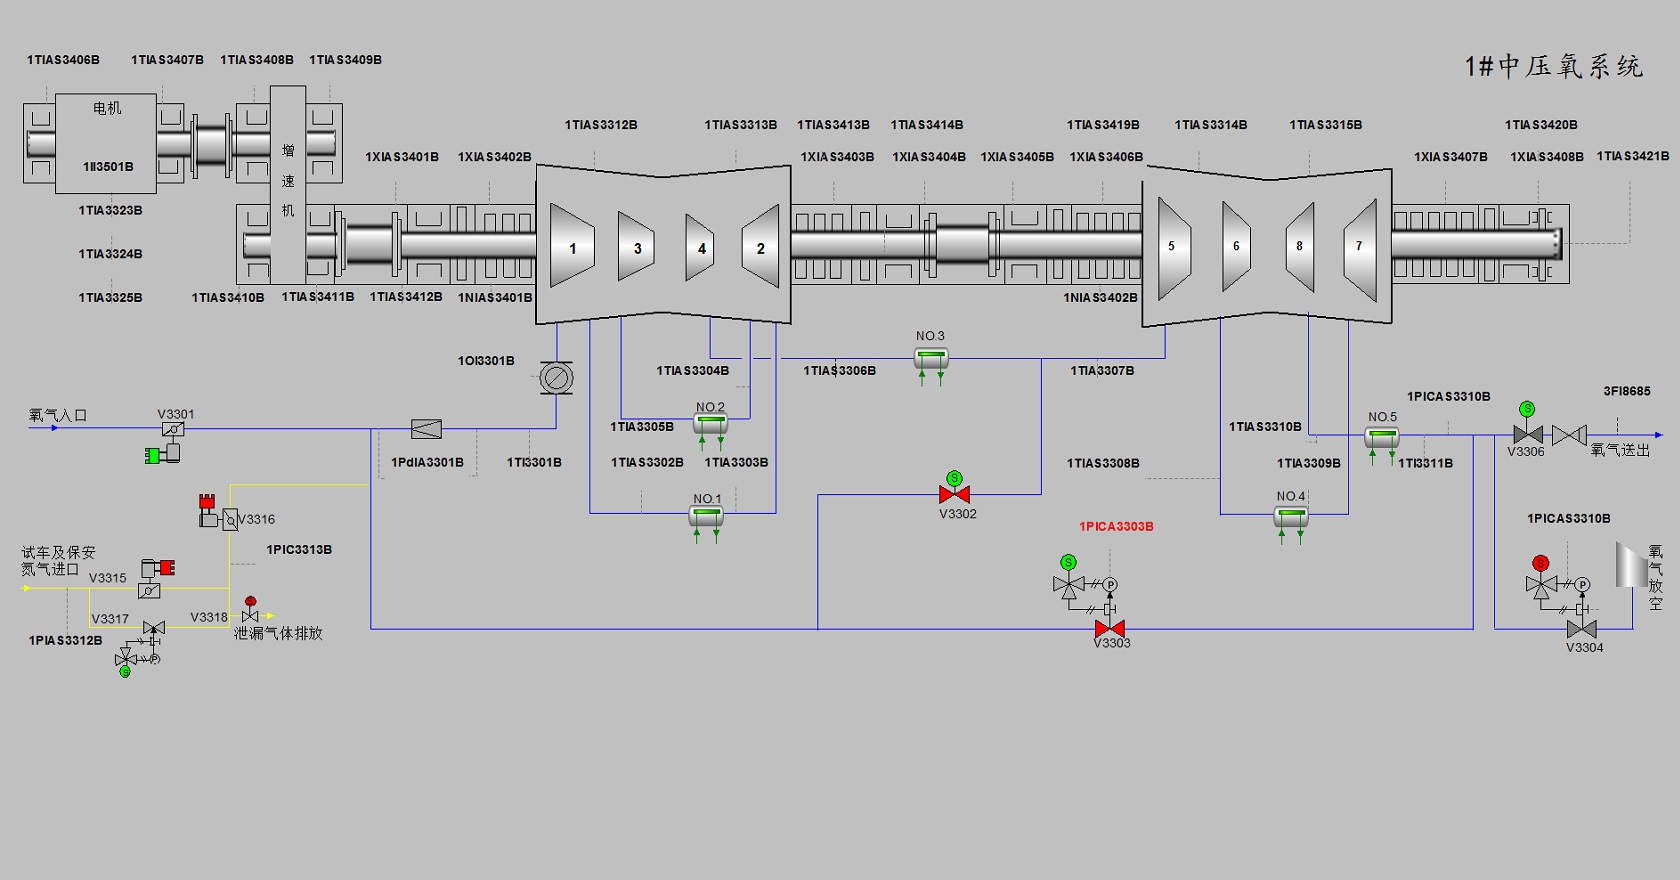 1#中压氧系统
1TIAS3406B
1TIAS3407B
1TIAS3408B
1TIAS3409B
电机
1II3501B
增
速
机
1TIA3323B
1TIA3324B
1TIA3325B
1TIAS3312B
1TIAS3313B
1TIAS3413B
1TIAS3414B
1TIAS3419B
1TIAS3314B
1TIAS3315B
1TIAS3420B
1XIAS3401B
1XIAS3402B
1XIAS3403B
1XIAS3404B
1XIAS3405B
1XIAS3406B
1XIAS3407B
1XIAS3408B
1TIAS3421B
1
3
4
2
5
6
8
7
1TIAS3410B
1TIAS3411B
1TIAS3412B
1NIAS3401B
1NIAS3402B
NO.3
1OI3301B
1TIAS3304B
1TIAS3306B
1TIA3307B
1PICAS3310B
3FI8685
氧气入口
V3301
NO.2
1TIA3305B
1TIAS3310B
NO.5
S
V3306
氧气送出
1PdIA3301B
1TI3301B
1TIAS3302B
1TIA3303B
1TIAS3308B
1TIA3309B
1TI3311B
NO.1
S
V3302
NO.4
V3316
1PICA3303B
1PICAS3310B
1PIC3313B
试车及保安
氮气进口
V3315
S
P
S
P
氧
气
放
空
V3317
V3318
泄漏气体排放
1PIAS3312B
P
S
V3303
V3304